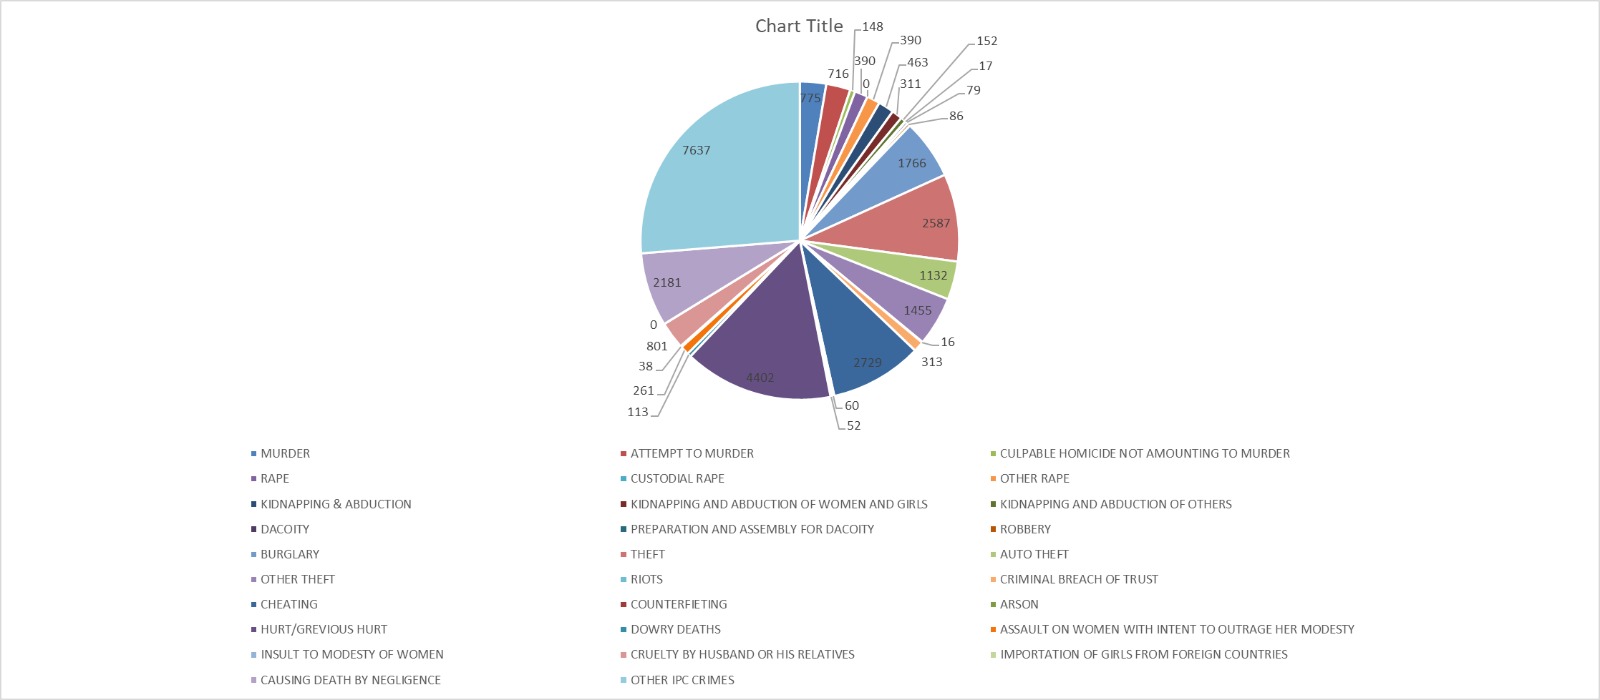 Chart Title
148
390
152
390
463
17
716
0
311
79
775
86
7637
1766
2587
2181
1132
1455
0
16
801
2729
313
38
4402
261
60
113
52
MURDER
ATTEMPT TO MURDER
CULPABLE HOMICIDE NOT AMOUNTING TO MURDER
RAPE
CUSTODIAL RAPE
OTHER RAPE
KIDNAPPING & ABDUCTION
KIDNAPPING AND ABDUCTION OF WOMEN AND GIRLS
KIDNAPPING AND ABDUCTION OF OTHERS
DACOITY
PREPARATION AND ASSEMBLY FOR DACOITY
ROBBERY
BURGLARY
THEFT
AUTO THEFT
OTHER THEFT
RIOTS
CRIMINAL BREACH OF TRUST
CHEATING
COUNTERFIETING
ARSON
HURT/GREVIOUS HURT
DOWRY DEATHS
ASSAULT ON WOMEN WITH INTENT TO OUTRAGE HER MODESTY
INSULT TO MODESTY OF WOMEN
CRUELTY BY HUSBAND OR HIS RELATIVES
IMPORTATION OF GIRLS FROM FOREIGN COUNTRIES
CAUSING DEATH BY NEGLIGENCE
OTHER IPC CRIMES